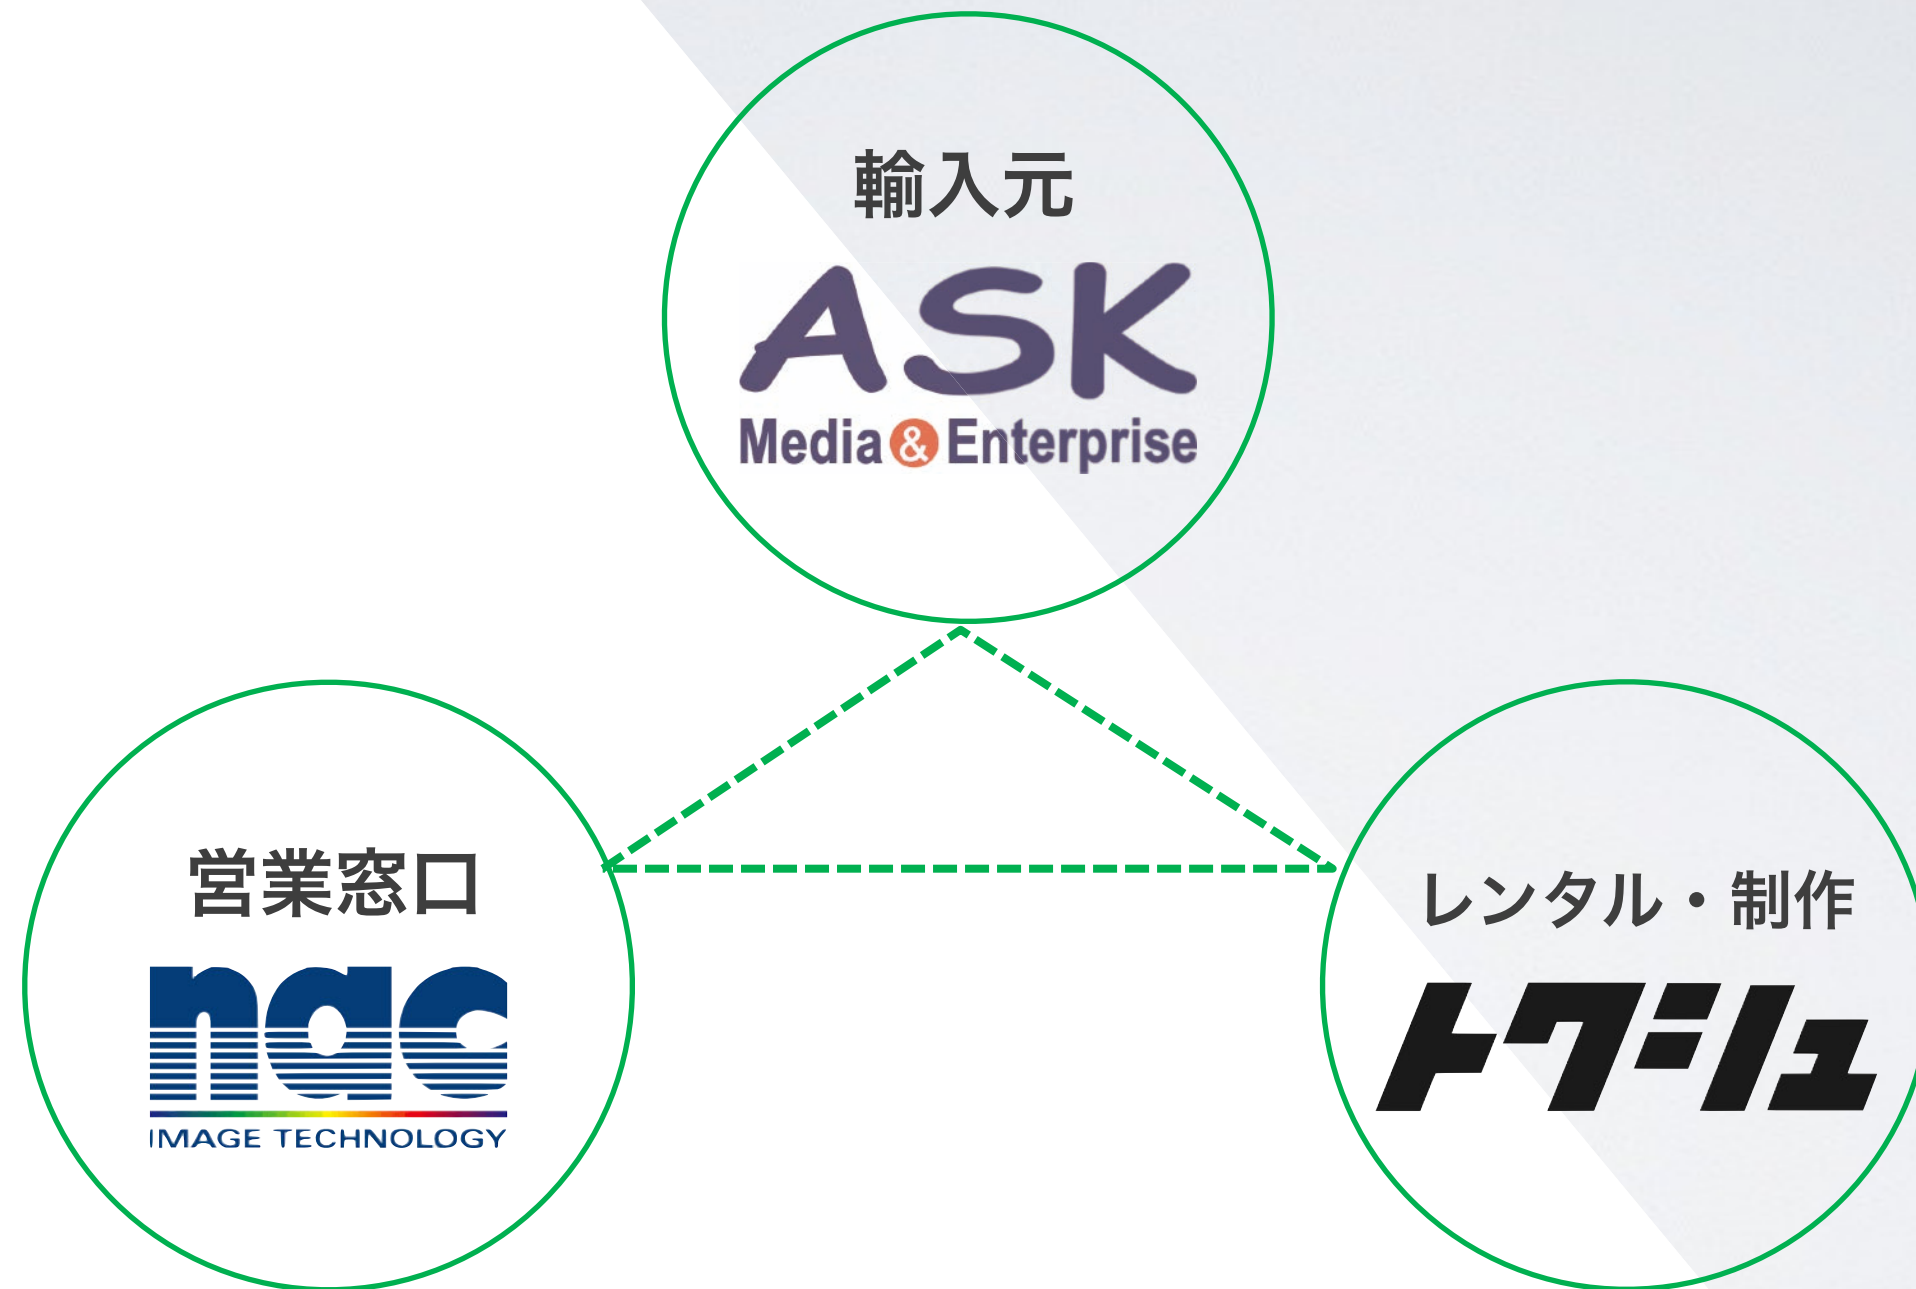 輸入元
ASK
Media & Enterprise
営業窓口
nac
IMAGE TECHNOLOGY
レンタル・制作
トクシュ